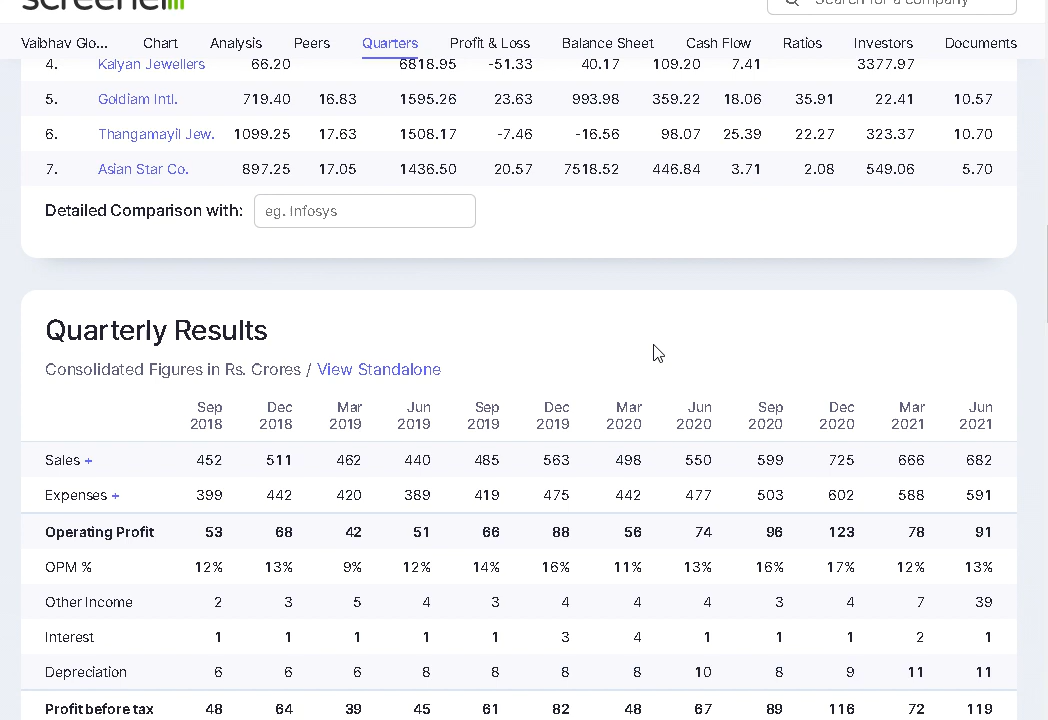 screener
Search for a company
Vaibhav Glo... Chart Analysis Peers Quarters Profit & Loss Balance Sheet Cash Flow Ratios Investors Documents
4. Kalyan Jewellers 66.20 6818.95 -51.33 40.17 109.20 7.41 3377.97
5. Goldiam Intl. 719.40 16.83 1595.26 23.63 993.98 359.22 18.06 35.91 22.41 10.57
6. Thangamayil Jew. 1099.25 17.63 1508.17 -7.46 -16.56 98.07 25.39 22.27 323.37 10.70
7. Asian Star Co. 897.25 17.05 1436.50 20.57 7518.52 446.84 3.71 2.08 549.06 5.70
Detailed Comparison with: eg. Infosys
Quarterly Results
Consolidated Figures in Rs. Crores / View Standalone
Sep Dec Mar Jun Sep Dec Mar Jun Sep Dec Mar Jun
2018 2018 2019 2019 2019 2019 2020 2020 2020 2020 2021 2021
Sales + 452 511 462 440 485 563 498 550 599 725 666 682
Expenses + 399 442 420 389 419 475 442 477 503 602 588 591
Operating Profit 53 68 42 51 66 88 56 74 96 123 78 91
OPM % 12% 13% 9% 12% 14% 16% 11% 13% 16% 17% 12% 13%
Other Income 2 3 5 4 3 4 4 4 3 4 7 39
Interest 1 1 1 1 1 3 4 1 1 1 2 1
Depreciation 6 6 6 8 8 8 8 10 8 9 11 11
Profit before tax 48 64 39 45 61 82 48 67 89 116 72 119